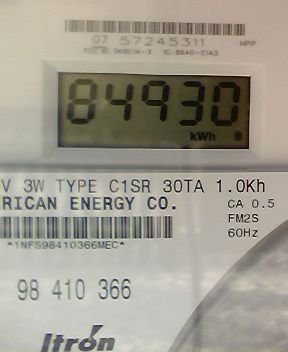 07 57245311 NPP
84930
kWh
V 3W TYPE C1SR 30TA 1.0Kh
RICAN ENERGY CO.
CA 0.5
FM2S
60Hz
*1NFS98410366MEC*
98 410 366
Itron